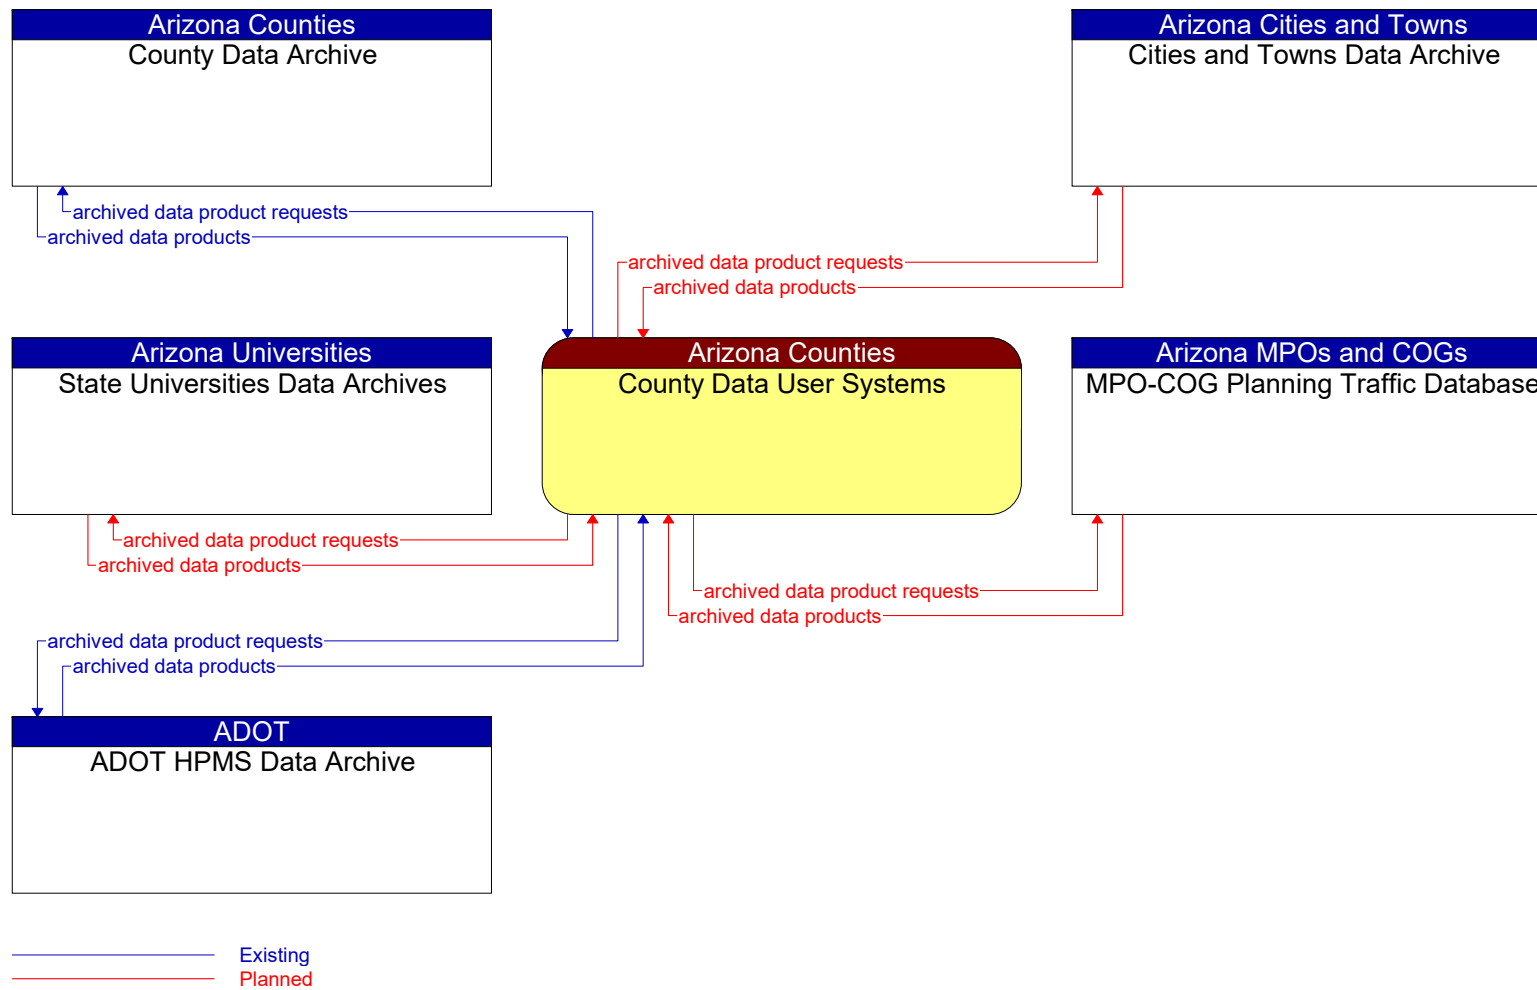 Arizona Counties
County Data Archive
Arizona Cities and Towns
Cities and Towns Data Archive
archived data product requests
archived data products
archived data product requests
archived data products
Arizona Universities
State Universities Data Archives
Arizona Counties
County Data User Systems
Arizona MPOs and COGs
MPO-COG Planning Traffic Database
archived data product requests
archived data products
archived data product requests
archived data products
archived data product requests
archived data products
ADOT
ADOT HPMS Data Archive
Existing
Planned